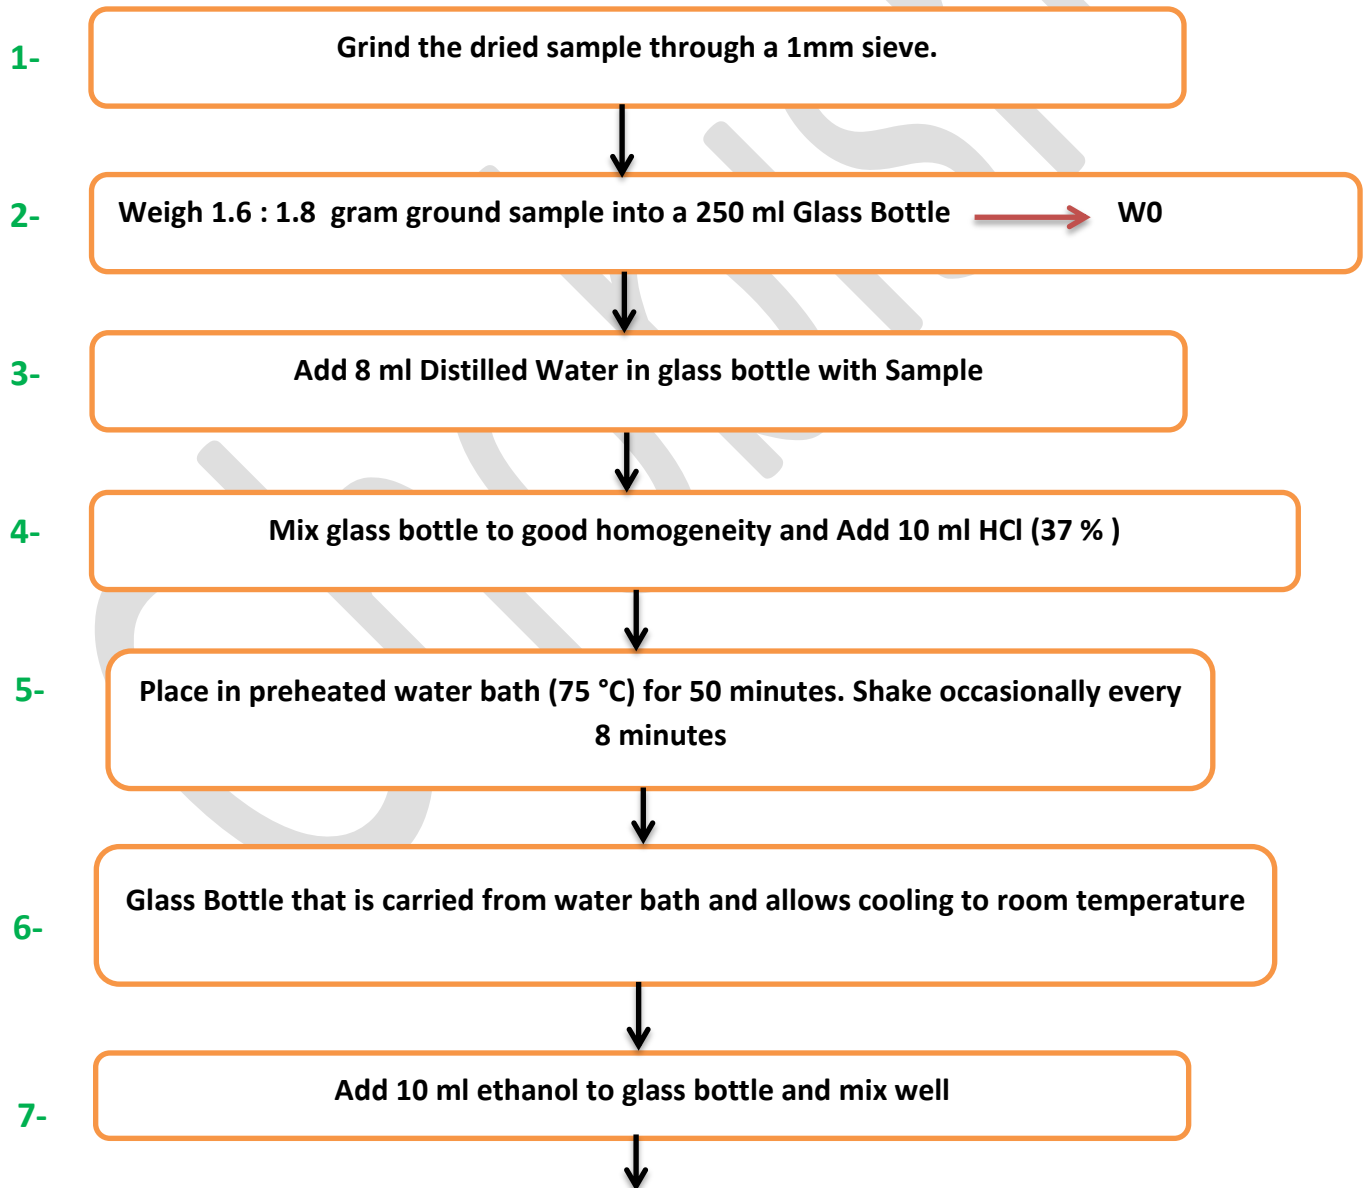 1- Grind the dried sample through a 1mm sieve.
2- Weigh 1.6 : 1.8 gram ground sample into a 250 ml Glass Bottle W0
3- Add 8 ml Distilled Water in glass bottle with Sample
4- Mix glass bottle to good homogeneity and Add 10 ml HCl (37 % )
5- Place in preheated water bath (75 °C) for 50 minutes. Shake occasionally every
8 minutes
6- Glass Bottle that is carried from water bath and allows cooling to room temperature
7- Add 10 ml ethanol to glass bottle and mix well